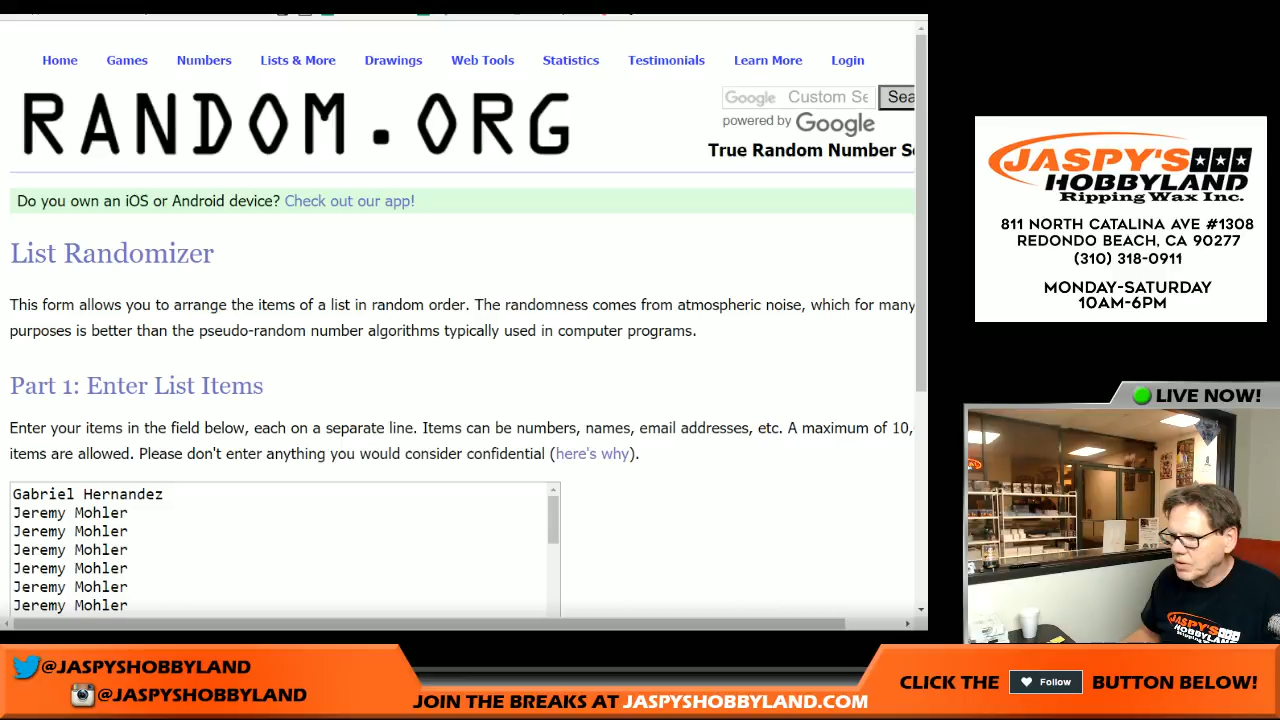 Home Games Numbers Lists & More Drawings Web Tools Statistics Testimonials Learn More Login
RANDOM.ORG
Google Custom Se Sea
powered by Google
True Random Number S
Do you own an iOS or Android device? Check out our app!
List Randomizer
This form allows you to arrange the items of a list in random order. The randomness comes from atmospheric noise, which for many
purposes is better than the pseudo-random number algorithms typically used in computer programs.
Part 1: Enter List Items
Enter your items in the field below, each on a separate line. Items can be numbers, names, email addresses, etc. A maximum of 10,
items are allowed. Please don't enter anything you would consider confidential (here's why).
Gabriel Hernandez
Jeremy Mohler
Jeremy Mohler
Jeremy Mohler
Jeremy Mohler
Jeremy Mohler
Jeremy Mohler
JASPY'S
HOBBYLAND
Ripping Wax Inc.
811 NORTH CATALINA AVE #1308
REDONDO BEACH, CA 90277
(310) 318-0911
MONDAY-SATURDAY
10AM-6PM
LIVE NOW!
JASPY'S
HOBBYLAND
@JASPYSHOBBYLAND
@JASPYSHOBBYLAND
JOIN THE BREAKS AT JASPYSHOBBYLAND.COM
CLICK THE Follow BUTTON BELOW!